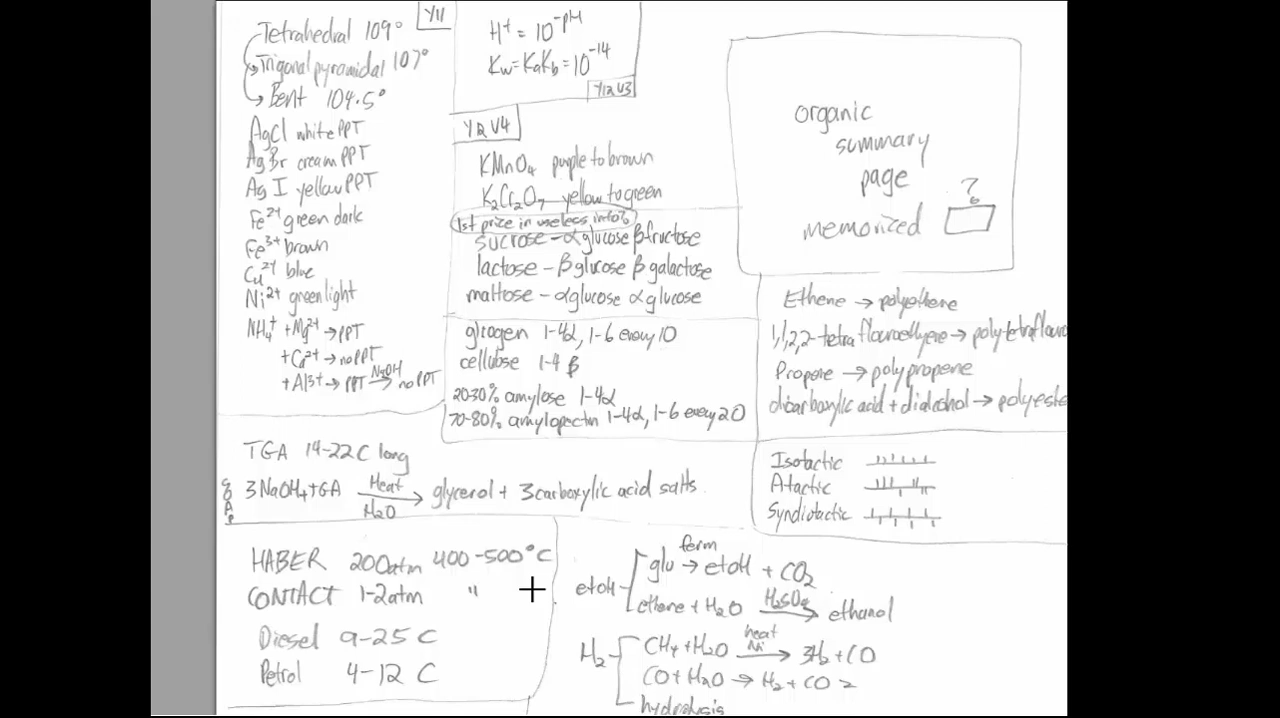 Y11
Tetrahedral 109°
Trigonal pyramidal 107°
Bent 104.5°
AgCl white PPT
AgBr cream PPT
AgI yellow PPT
Fe2+ green dark
Fe3+ brown
Cu2+ blue
Ni2+ green light
NH4+ + Mg2+ → PPT
+ Ca2+ → no PPT
+ Al3+ → PPT NaOH → no PPT
H+ = 10^-pH
Kw = KaKb = 10^-14
Y12 U3
Y12 V4
KMnO4 purple to brown
K2Cr2O7 yellow to green
1st prize in useless info %
sucrose - α glucose β fructose
lactose - β glucose β galactose
maltose - α glucose α glucose
glycogen 1-4α, 1-6 every 10
cellulose 1-4 β
20-30% amylose 1-4α
70-80% amylopectin 1-4α, 1-6 every 20
organic
summary
page
memorized
?
Ethene → polyethene
1,1,2,2-tetraflouroethyene → polytetraflouro
Propene → polypropene
dicarboxylic acid + dialcohol → polyeste
Isotactic
Atactic
Syndiotactic
TGA 14-22 C long
SOAP
3 NaOH + TGA Heat H2O → glycerol + 3 carboxylic acid salts
HABER 200atm 400-500°C
CONTACT 1-2atm "
Diesel 9-25 C
Petrol 4-12 C
etoH
glu ferm → etoH + CO2
ethene + H2O H2SO4 → ethanol
H2
CH4 + H2O heat Ni → 3H2 + CO
CO + H2O → H2 + CO2
hydrolysis